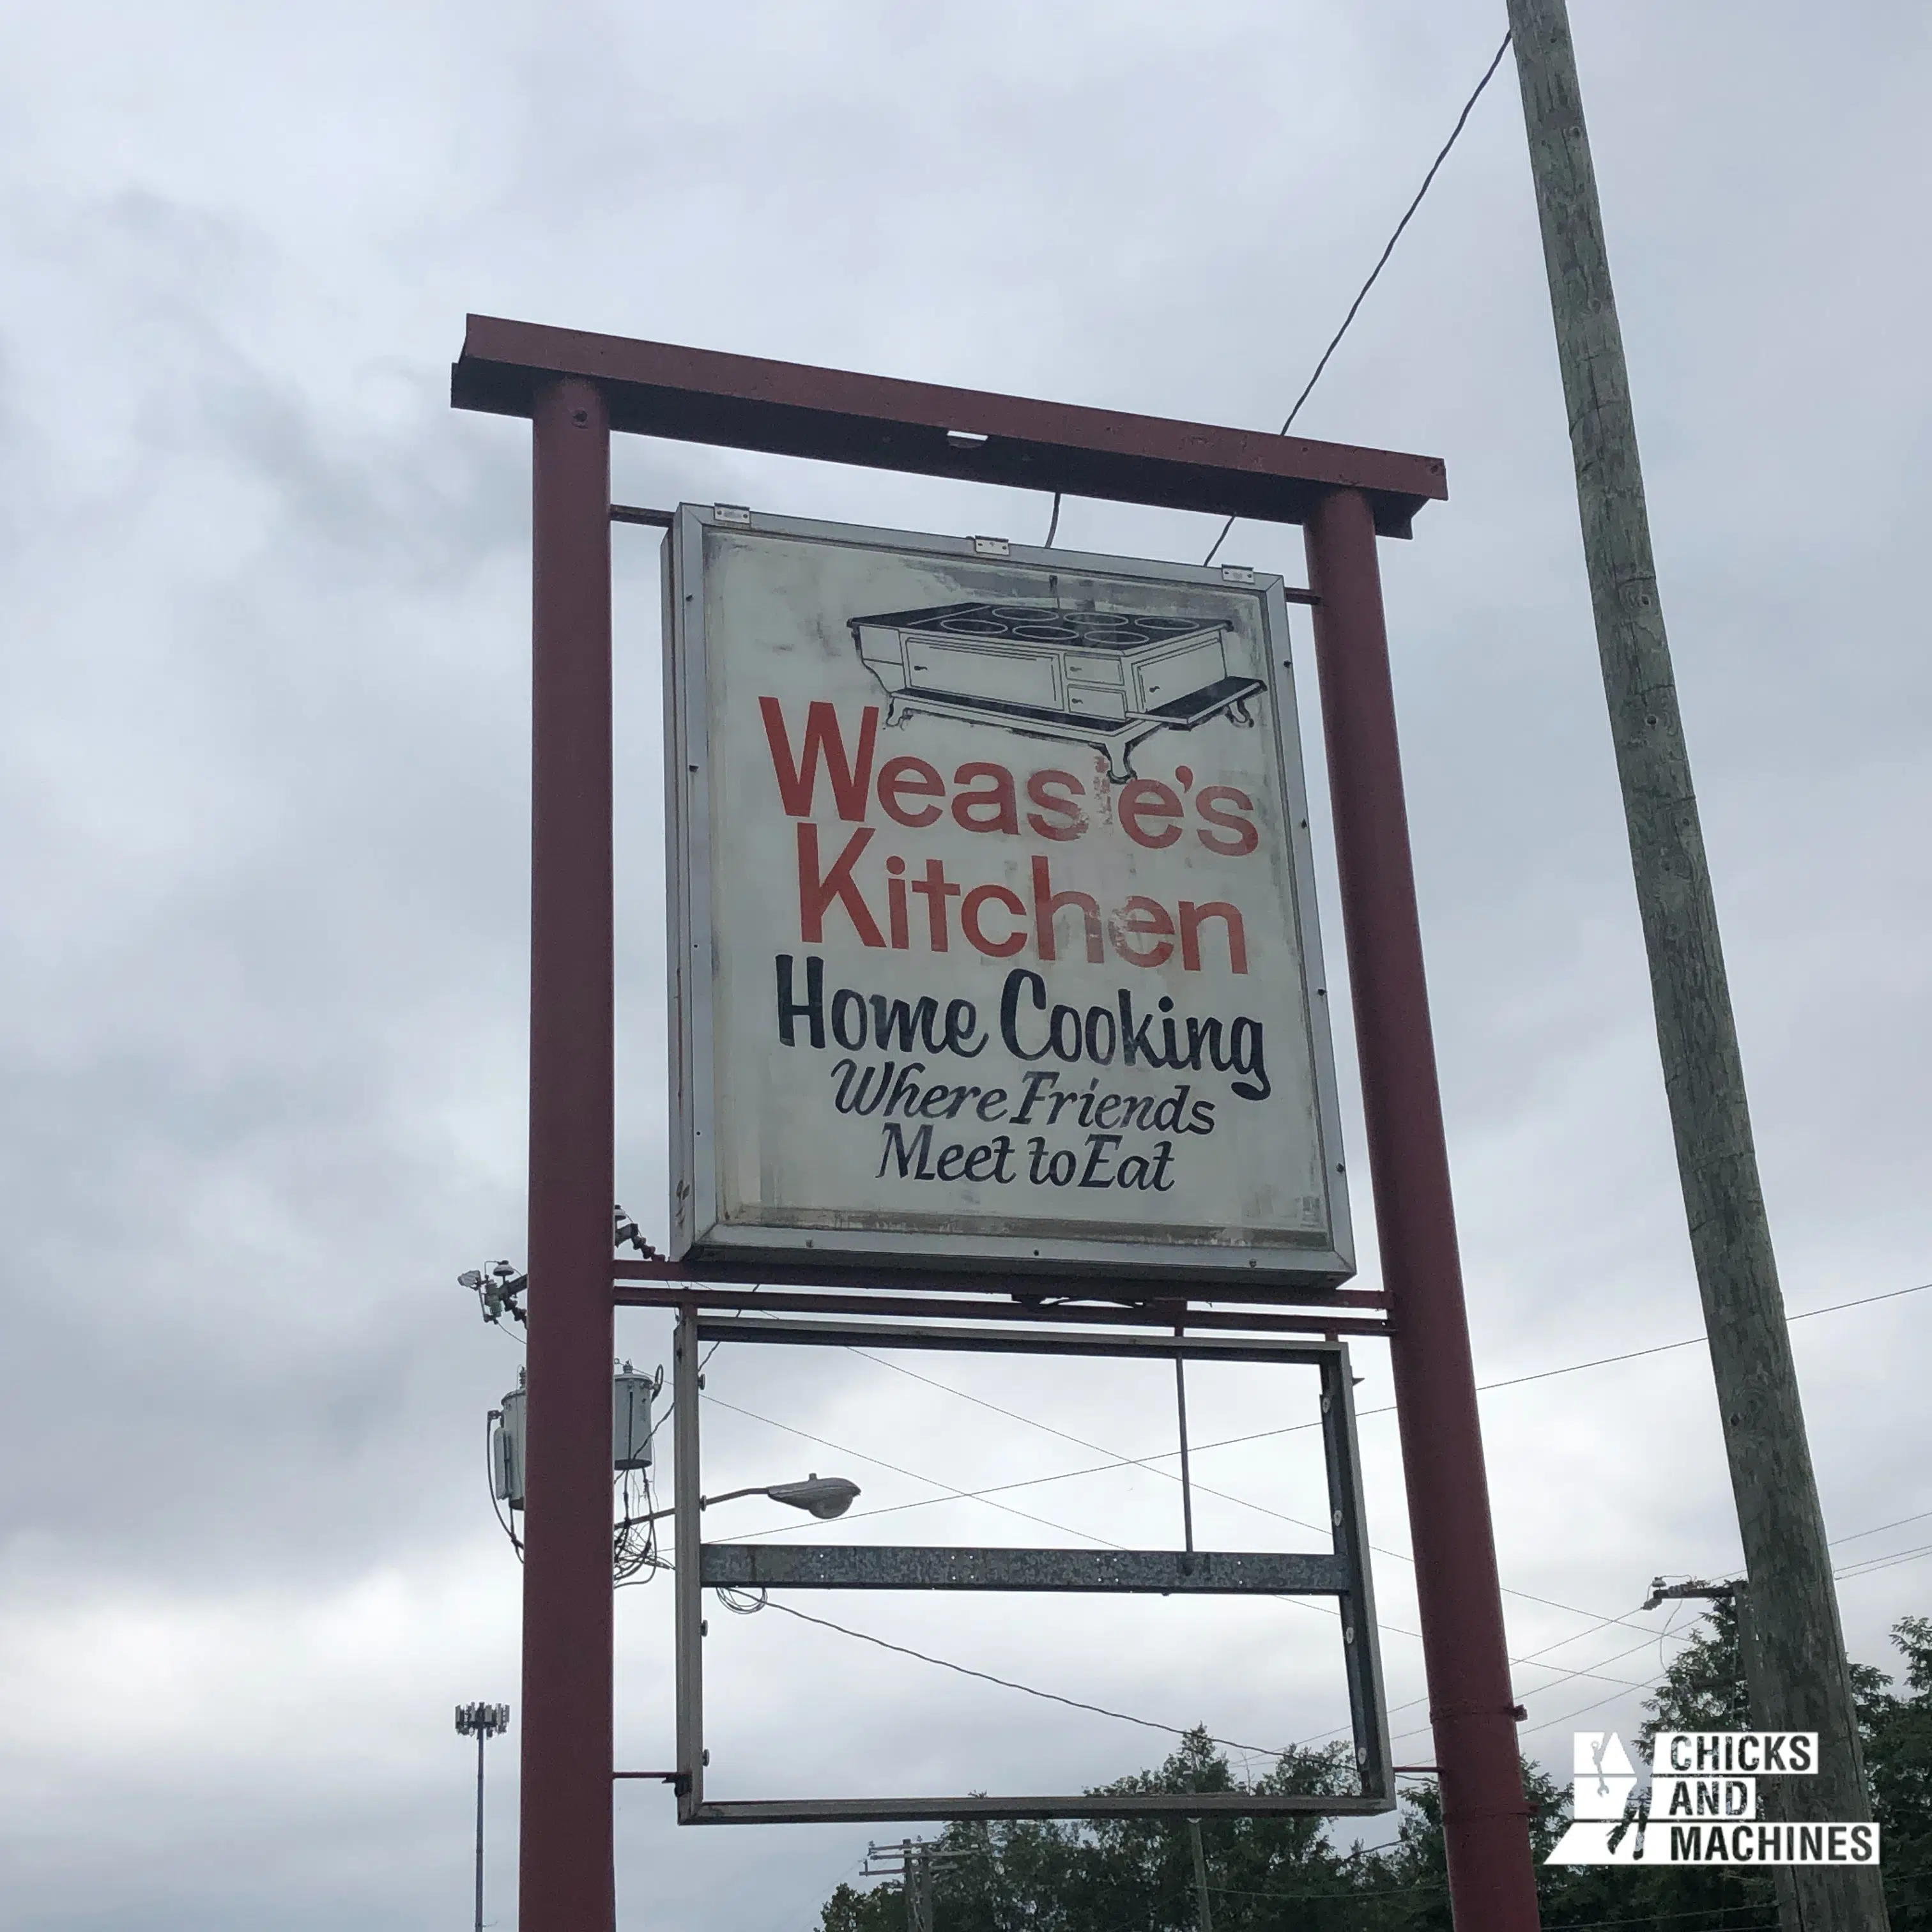 Weasie's
Kitchen
Home Cooking
Where Friends
Meet to Eat
CHICKS
AND
MACHINES